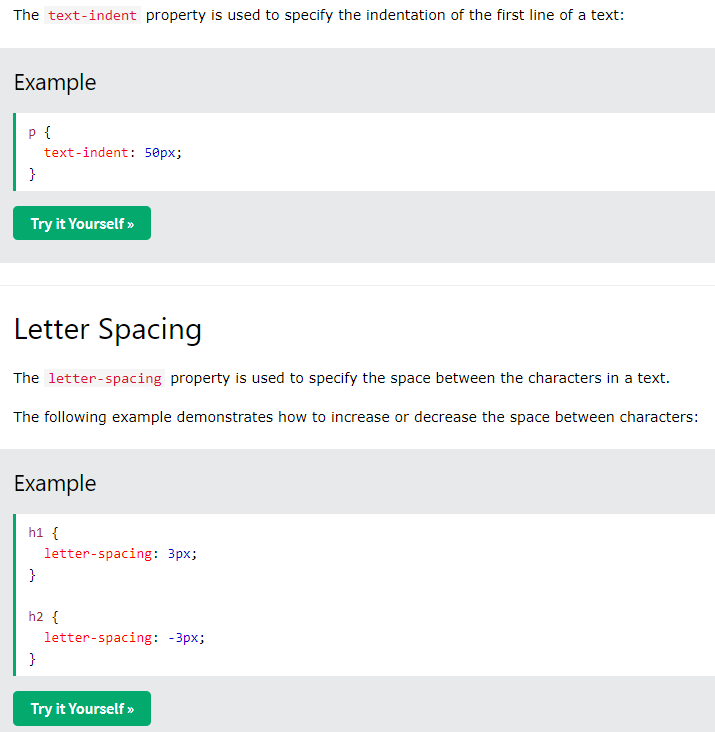 The text-indent property is used to specify the indentation of the first line of a text:
Example
p {
  text-indent: 50px;
}
Try it Yourself »
Letter Spacing
The letter-spacing property is used to specify the space between the characters in a text.
The following example demonstrates how to increase or decrease the space between characters:
Example
h1 {
  letter-spacing: 3px;
}
h2 {
  letter-spacing: -3px;
}
Try it Yourself »